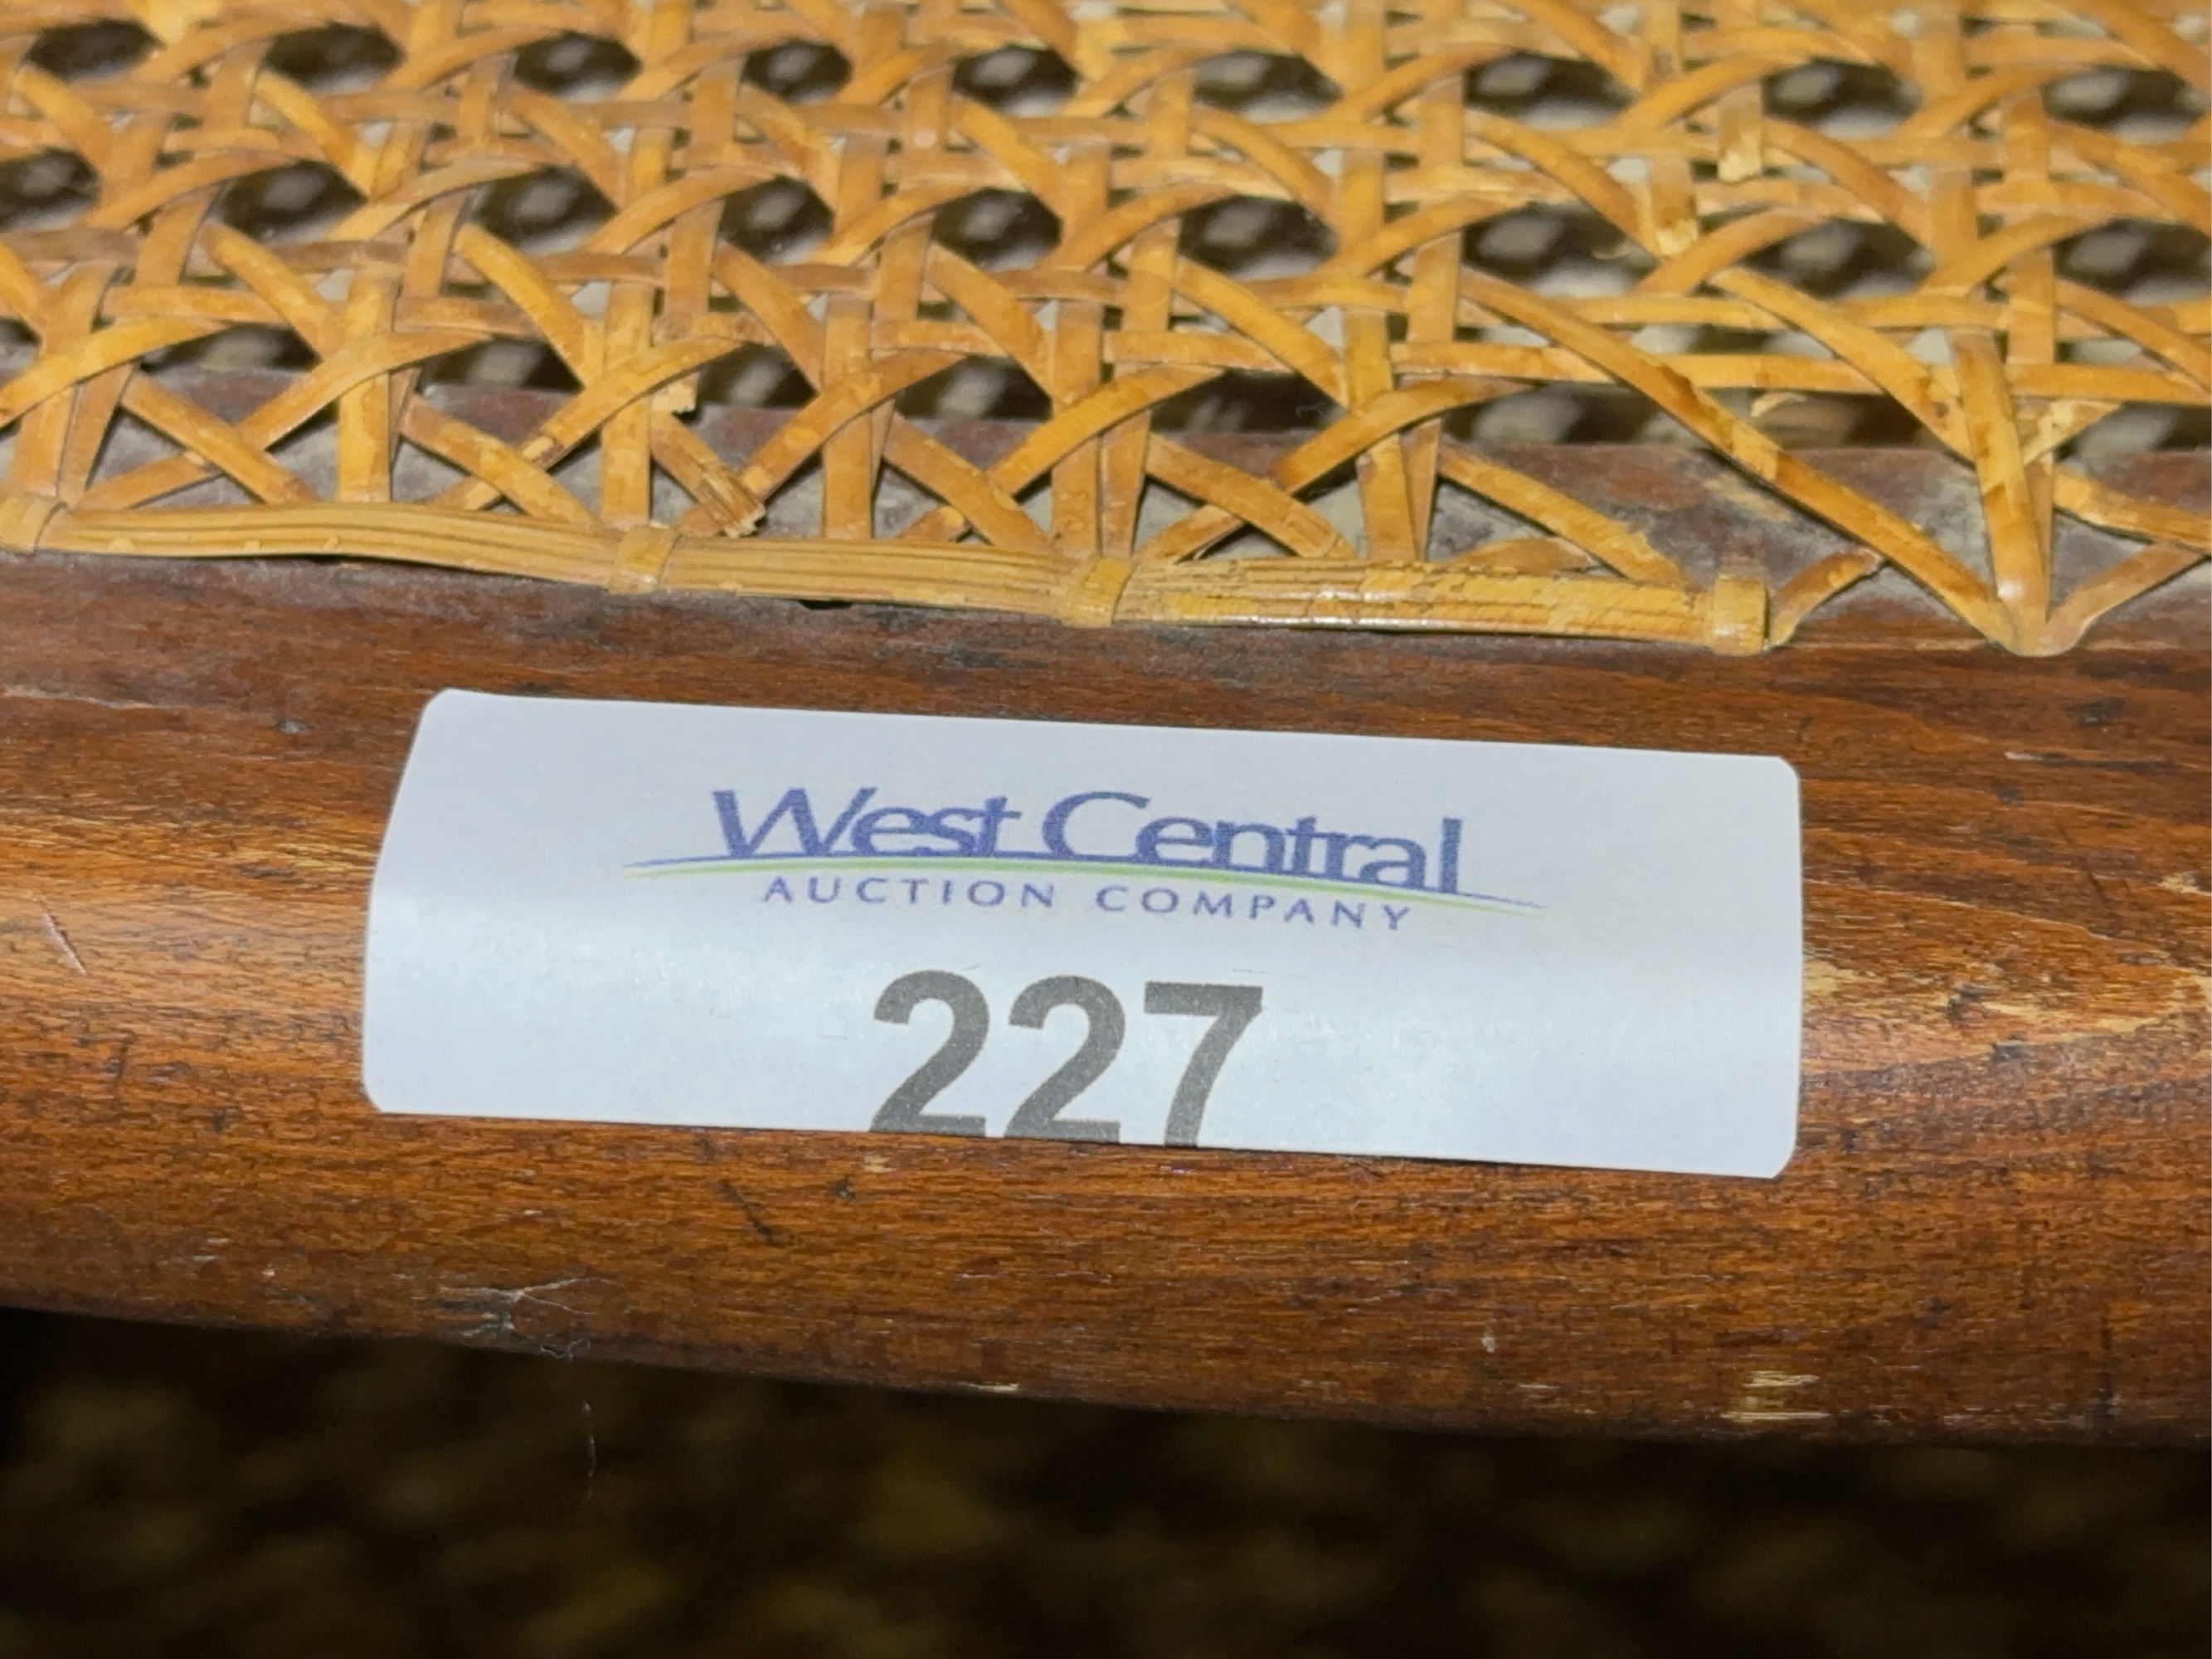 West Central
AUCTION COMPANY
227